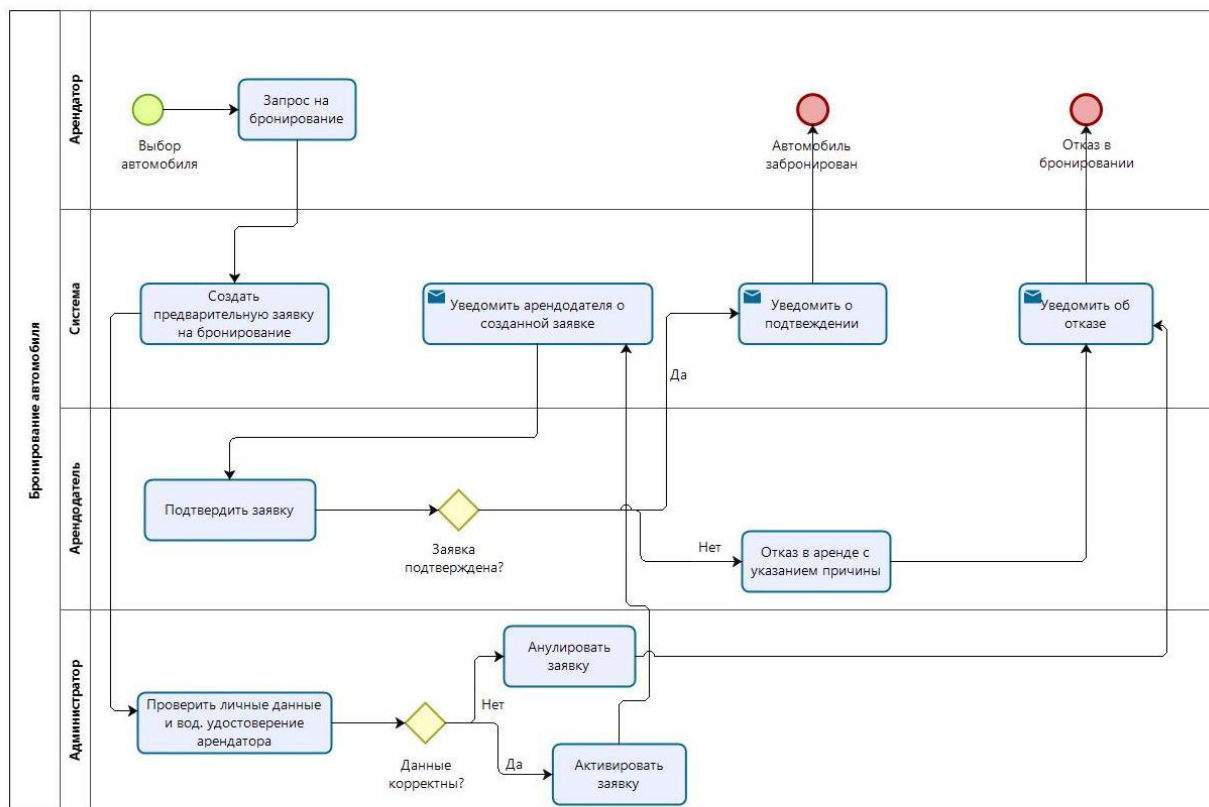 Бронирование автомобиля
Арендатор
Выбор
автомобиля
Запрос на
бронирование
Автомобиль
забронирован
Отказ в
бронировании
Система
Создать
предварительную заявку
на бронирование
Уведомить арендодателя о
созданной заявке
Уведомить о
подтвеждении
Уведомить об
отказе
Да
Арендодатель
Подтвердить заявку
Заявка
подтверждена?
Нет
Отказ в аренде с
указанием причины
Администратор
Проверить личные данные
и вод. удостоверение
арендатора
Данные
корректны?
Нет
Анулировать
заявку
Да
Активировать
заявку